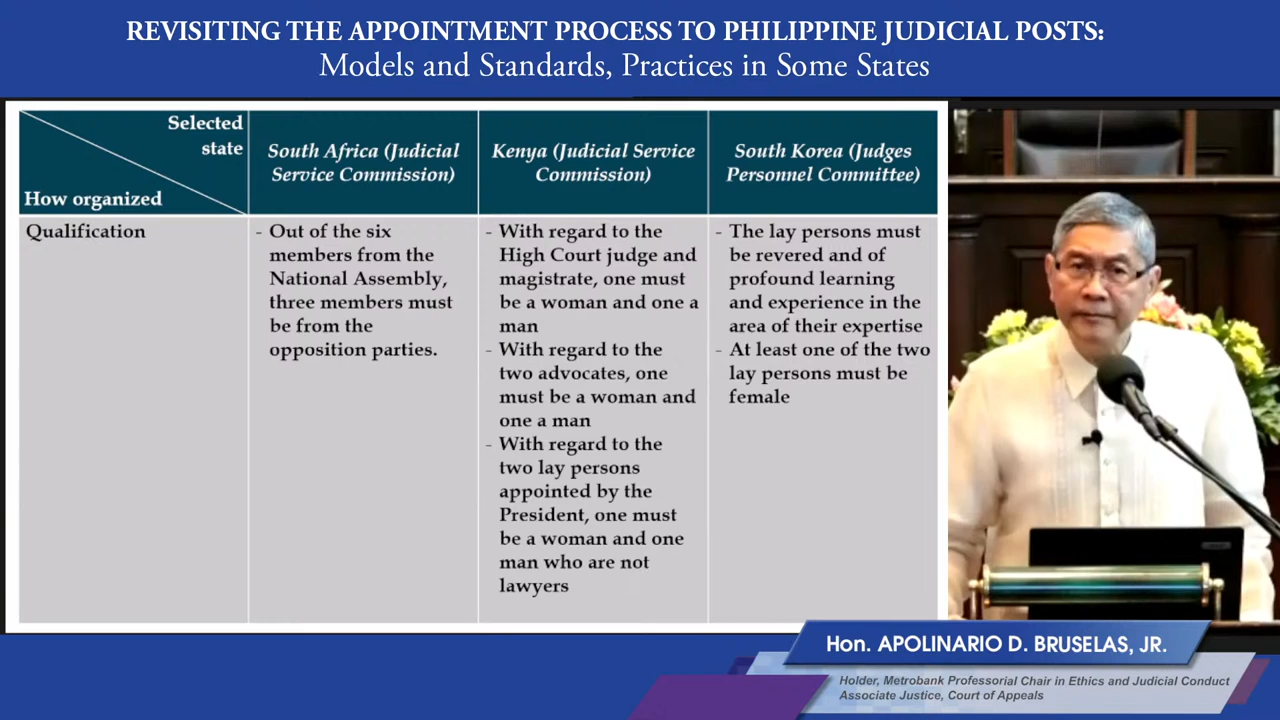 REVISITING THE APPOINTMENT PROCESS TO PHILIPPINE JUDICIAL POSTS:
Models and Standards, Practices in Some States
Selected
state
How organized
South Africa (Judicial
Service Commission)
Kenya (Judicial Service
Commission)
South Korea (Judges
Personnel Committee)
Qualification
- Out of the six
members from the
National Assembly,
three members must
be from the
opposition parties.
- With regard to the
High Court judge and
magistrate, one must
be a woman and one a
man
- With regard to the
two advocates, one
must be a woman and
one a man
- With regard to the
two lay persons
appointed by the
President, one must
be a woman and one
man who are not
lawyers
- The lay persons must
be revered and of
profound learning
and experience in the
area of their expertise
- At least one of the two
lay persons must be
female
Hon. APOLINARIO D. BRUSELAS, JR.
Holder, Metrobank Professorial Chair in Ethics and Judicial Conduct
Associate Justice, Court of Appeals